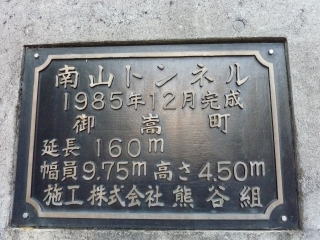 南山トンネル
1985年12月完成
御嵩町
延長 160m
幅員 9.75m 高さ 4.50m
施工 株式会社 熊谷組